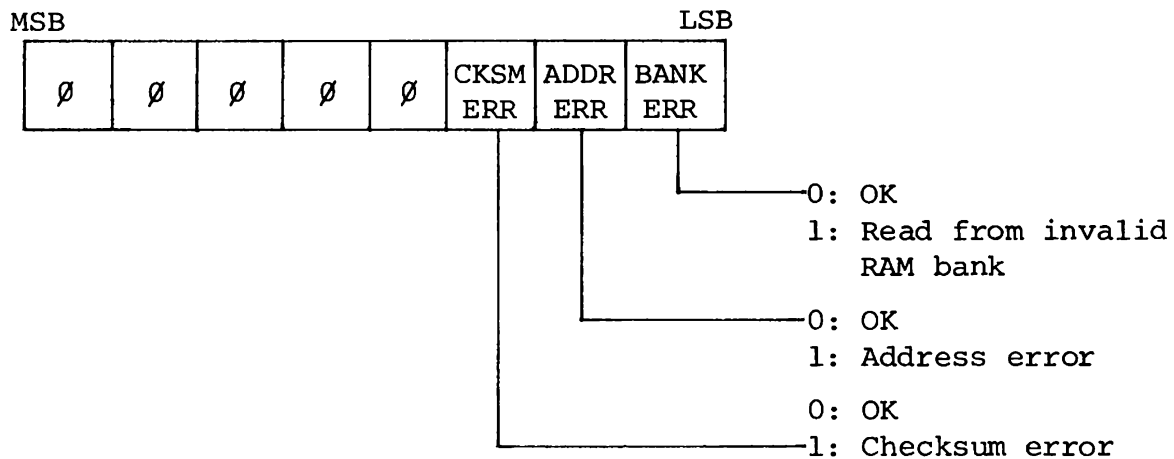 MSB LSB
Ø Ø Ø Ø Ø CKSM ERR ADDR ERR BANK ERR
0: OK
1: Read from invalid
RAM bank
0: OK
1: Address error
0: OK
1: Checksum error